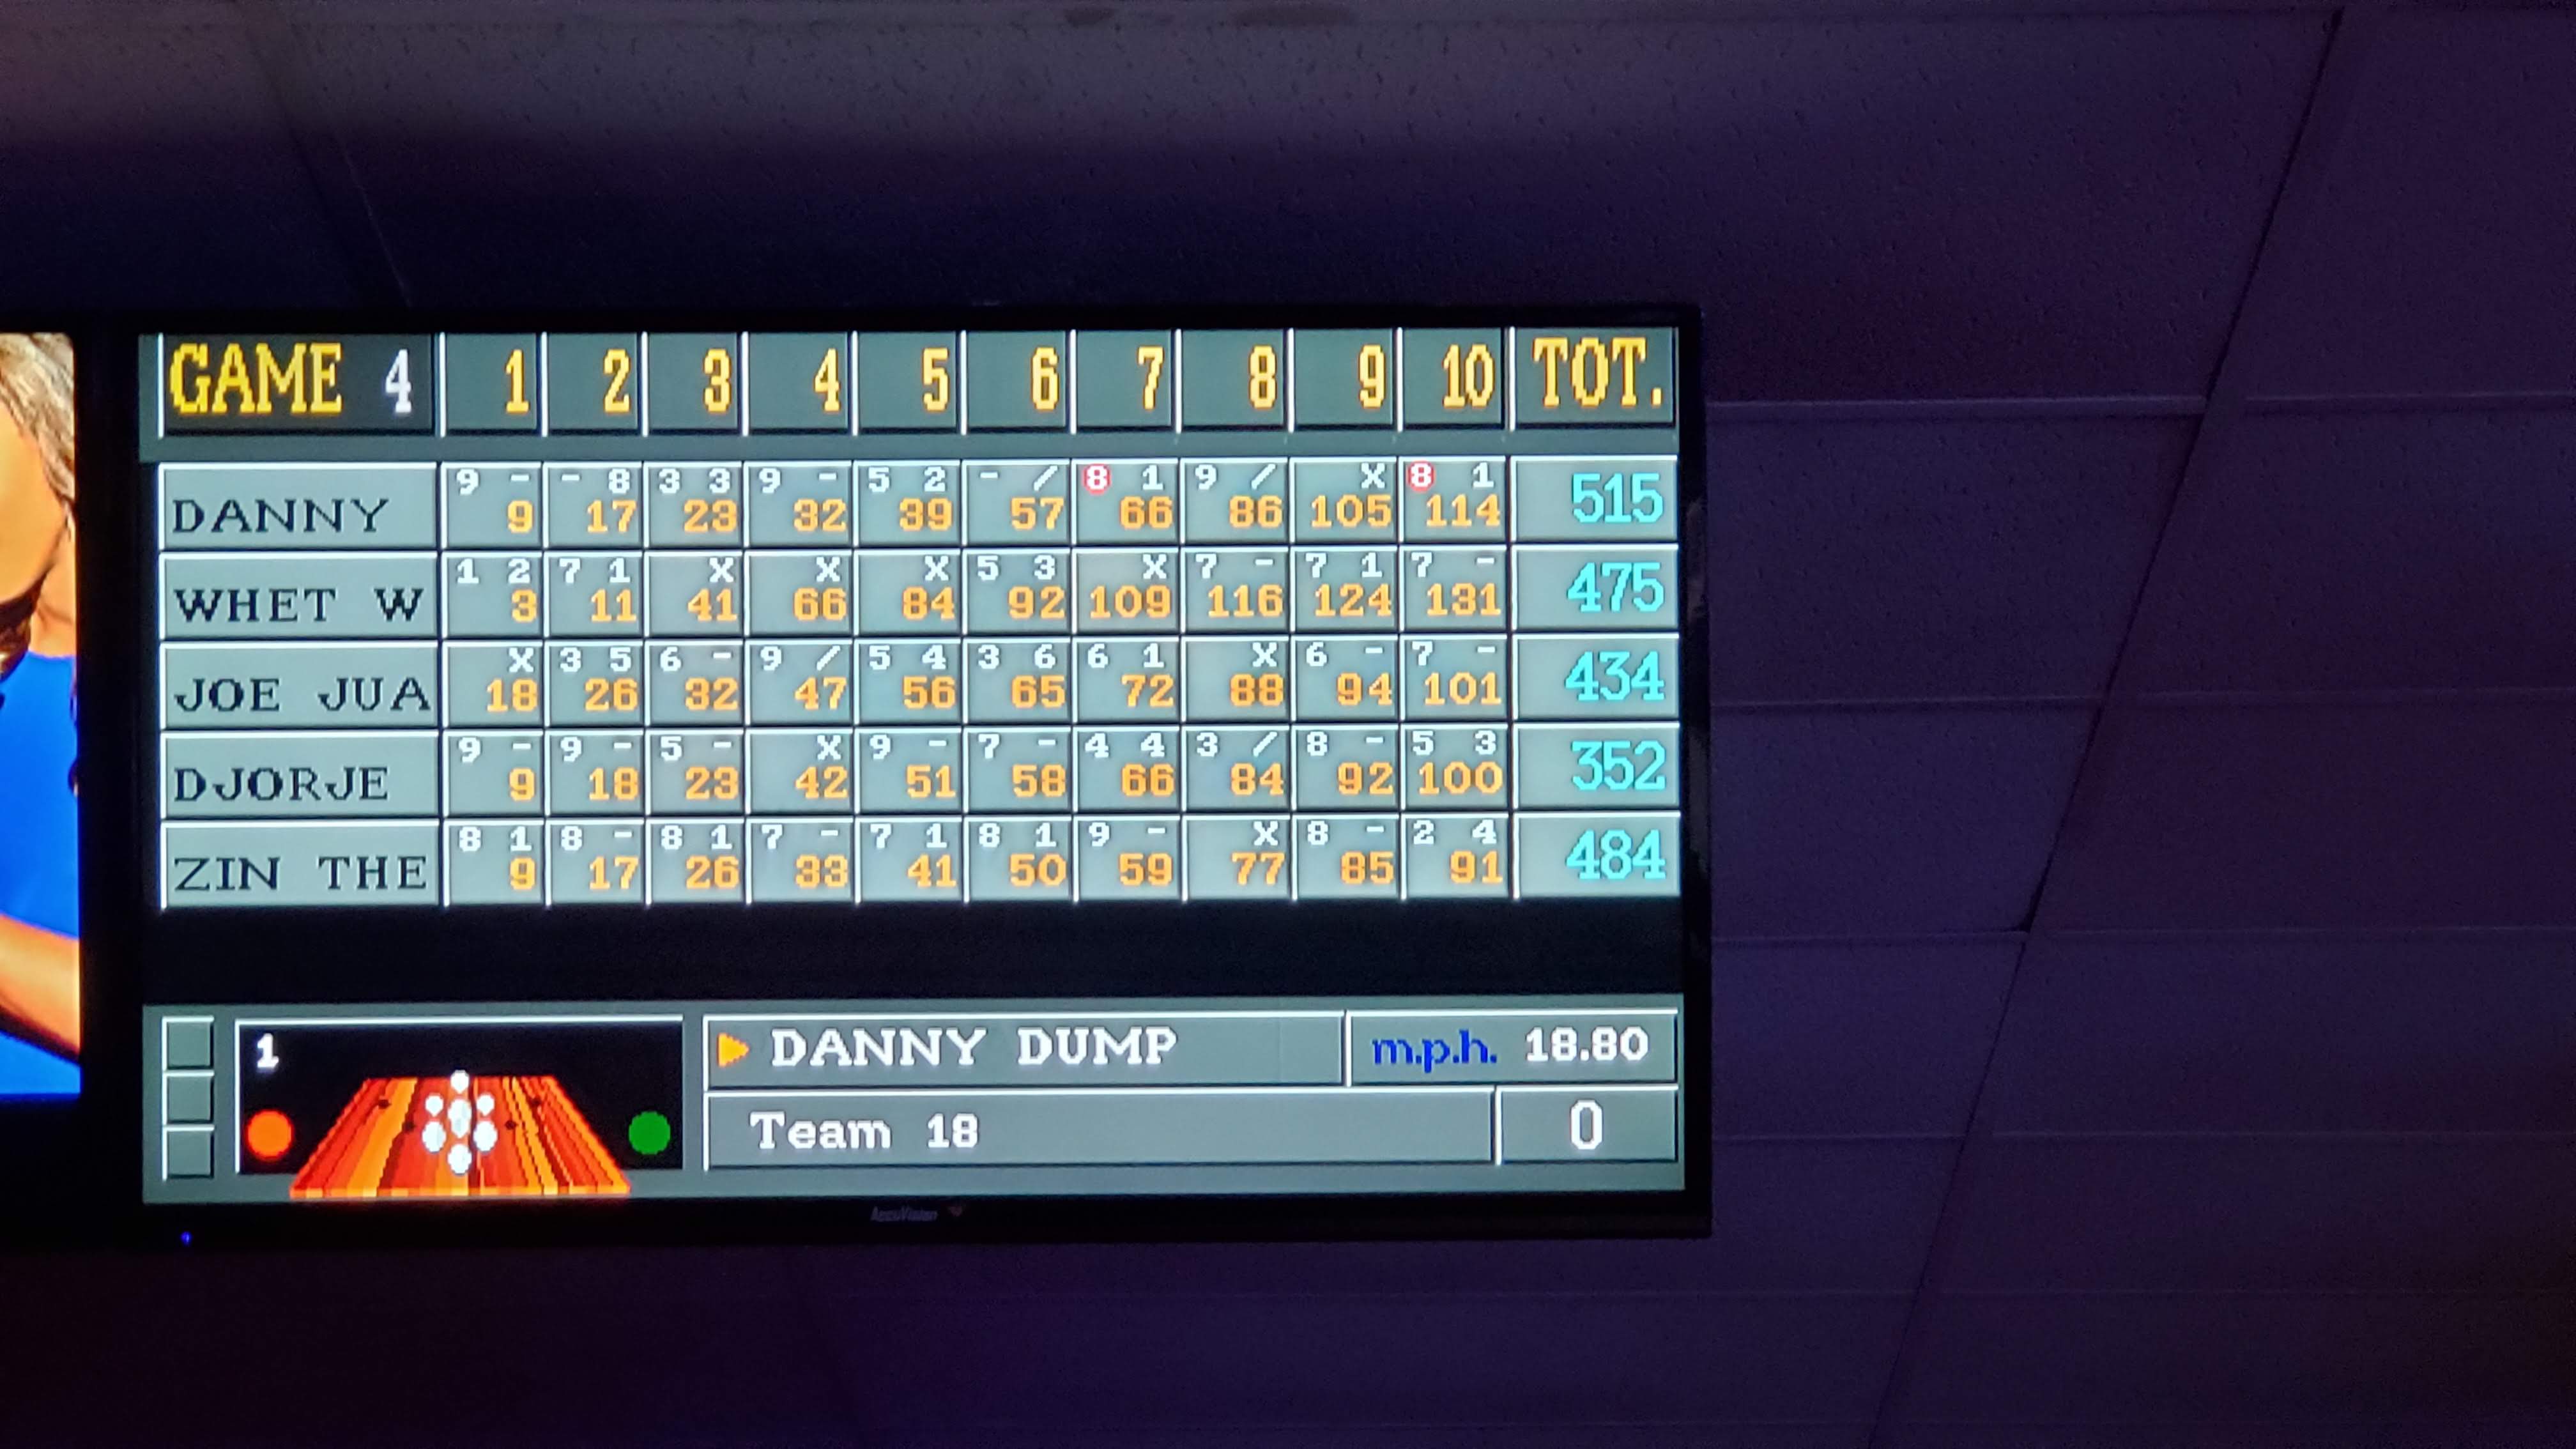 GAME 4 1 2 3 4 5 6 7 8 9 10 TOT.
9 - - 8 3 3 9 - 5 2 - / 8 1 9 / X 8 1
DANNY 9 17 23 32 39 57 66 86 105 114 515
1 2 7 1 X X X 5 3 X 7 - 7 1 7 -
WHET W 3 11 41 66 84 92 109 116 124 131 475
X 3 5 6 - 9 / 5 4 3 6 6 1 X 6 - 7 -
JOE JUA 18 26 32 47 56 65 72 88 94 101 434
9 - 9 - 5 - X 9 - 7 - 4 4 3 / 8 - 5 3
DJORJE 9 18 23 42 51 58 66 84 92 100 352
8 1 8 - 8 1 7 - 7 1 8 1 9 - X 8 - 2 4
ZIN THE 9 17 26 33 41 50 59 77 85 91 484
1
DANNY DUMP m.p.h. 18.80
Team 18 0
AccuVision